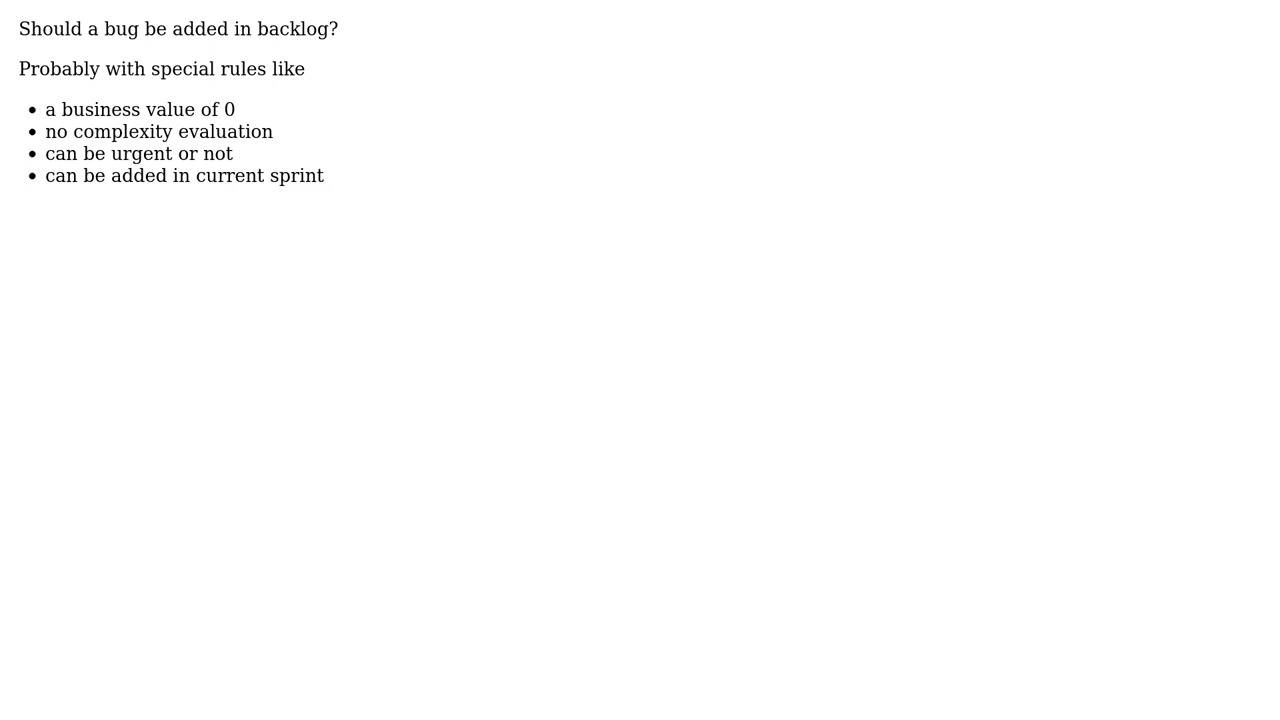 Should a bug be added in backlog?
Probably with special rules like
• a business value of 0
• no complexity evaluation
• can be urgent or not
• can be added in current sprint